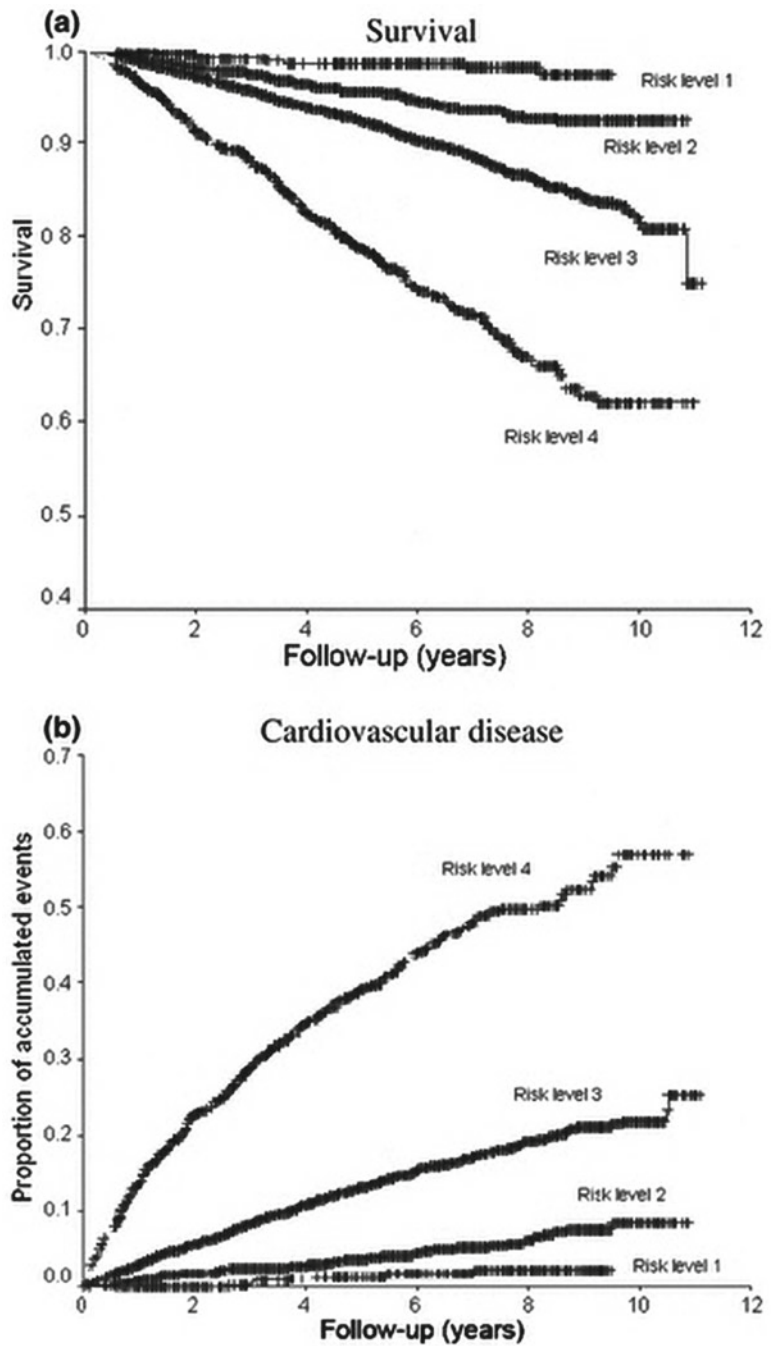 (a)
Survival
1.0
Risk level 1
0.9
Risk level 2
0.8
Risk level 3
Survival
0.7
0.6
Risk level 4
0.5
0.4
0 2 4 6 8 10 12
Follow-up (years)
(b)
Cardiovascular disease
0.7
0.6
Risk level 4
0.5
0.4
Proportion of accumulated events
0.3
Risk level 3
0.2
Risk level 2
0.1
Risk level 1
0.0
0 2 4 6 8 10 12
Follow-up (years)